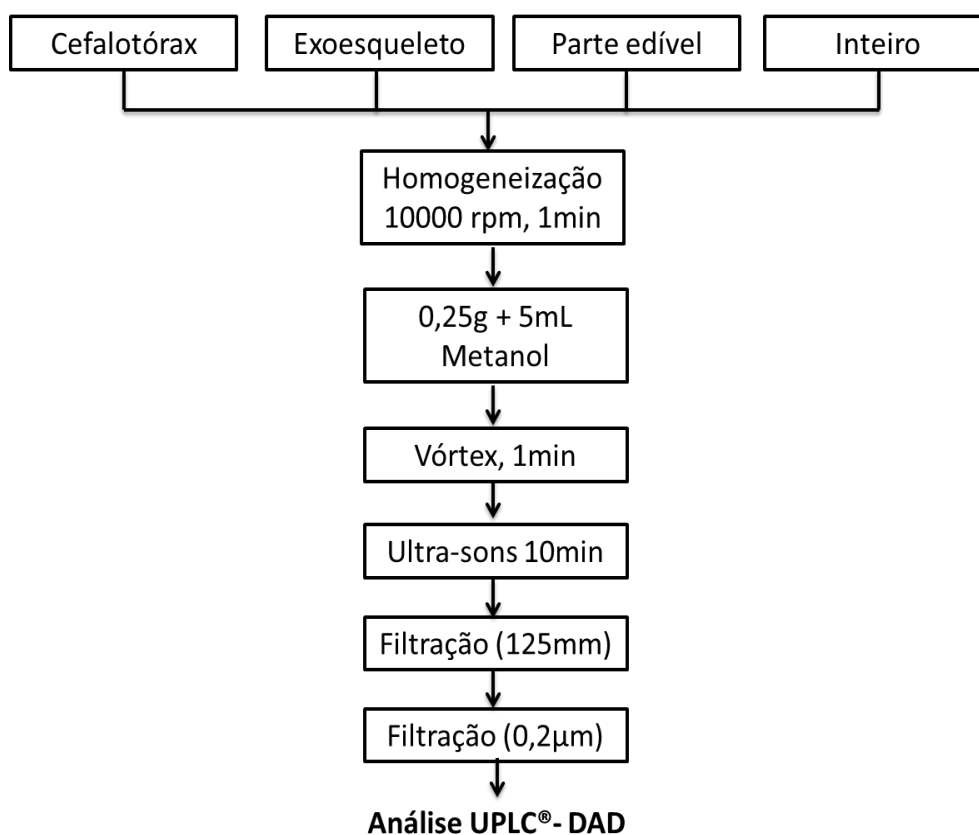 Cefalotórax
Exoesqueleto
Parte edível
Inteiro
Homogeneização
10000 rpm, 1min
0,25g + 5mL
Metanol
Vórtex, 1min
Ultra-sons 10min
Filtração (125mm)
Filtração (0,2µm)
Análise UPLC®- DAD